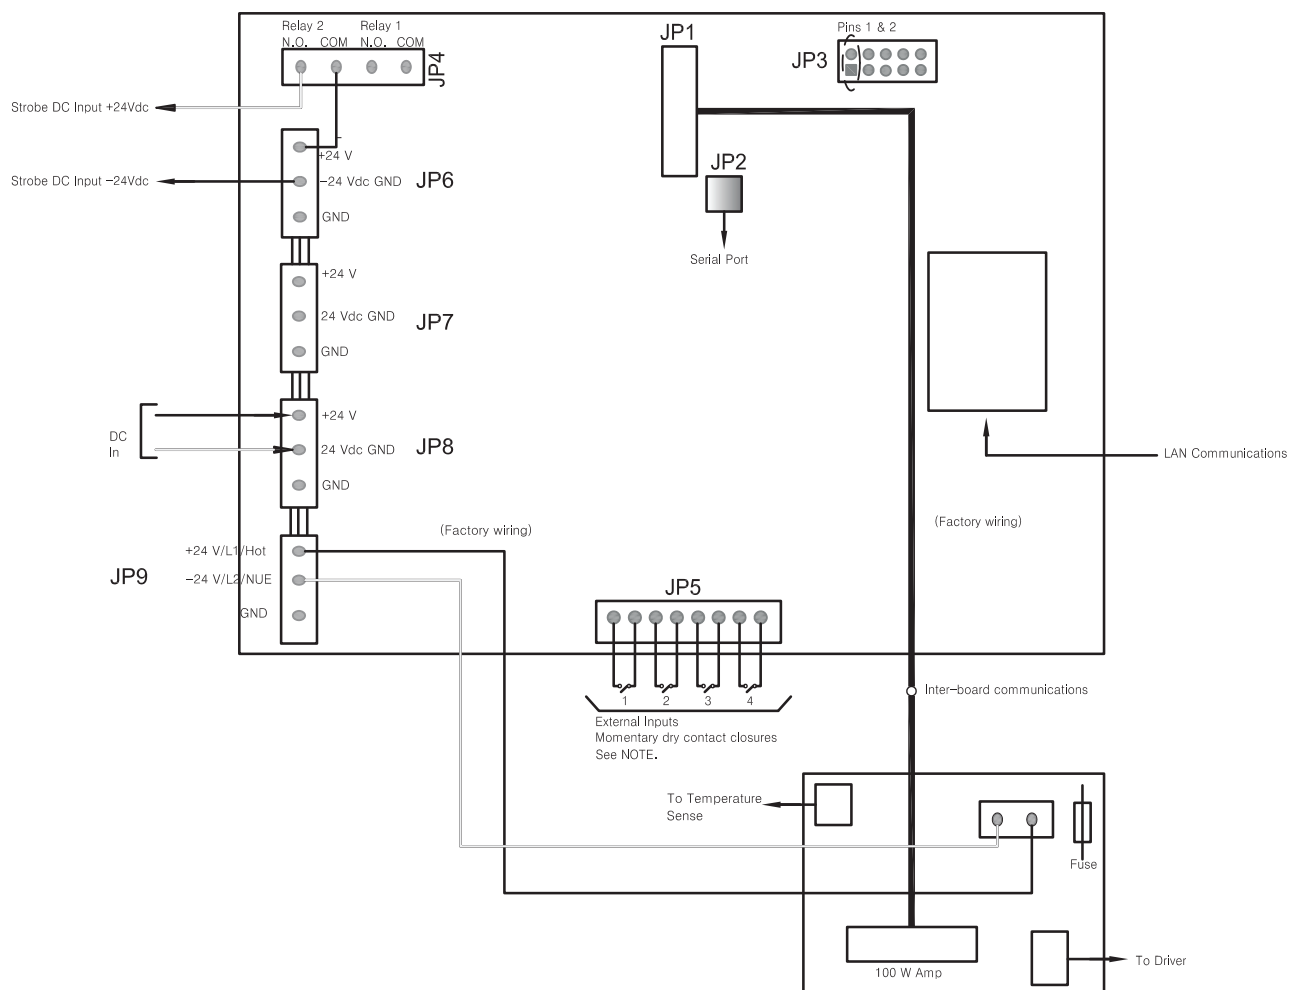 Relay 2 Relay 1
N.O. COM N.O. COM
JP4
JP1
Pins 1 & 2
JP3
Strobe DC Input +24Vdc
+24 V
Strobe DC Input -24Vdc
-24 Vdc GND
JP6
GND
JP2
Serial Port
+24 V
24 Vdc GND
JP7
GND
DC
In
+24 V
24 Vdc GND
JP8
GND
LAN Communications
(Factory wiring)
(Factory wiring)
+24 V/L1/Hot
JP9
-24 V/L2/NUE
GND
JP5
1 2 3 4
External Inputs
Momentary dry contact closures
See NOTE.
Inter-board communications
To Temperature
Sense
Fuse
100 W Amp
To Driver